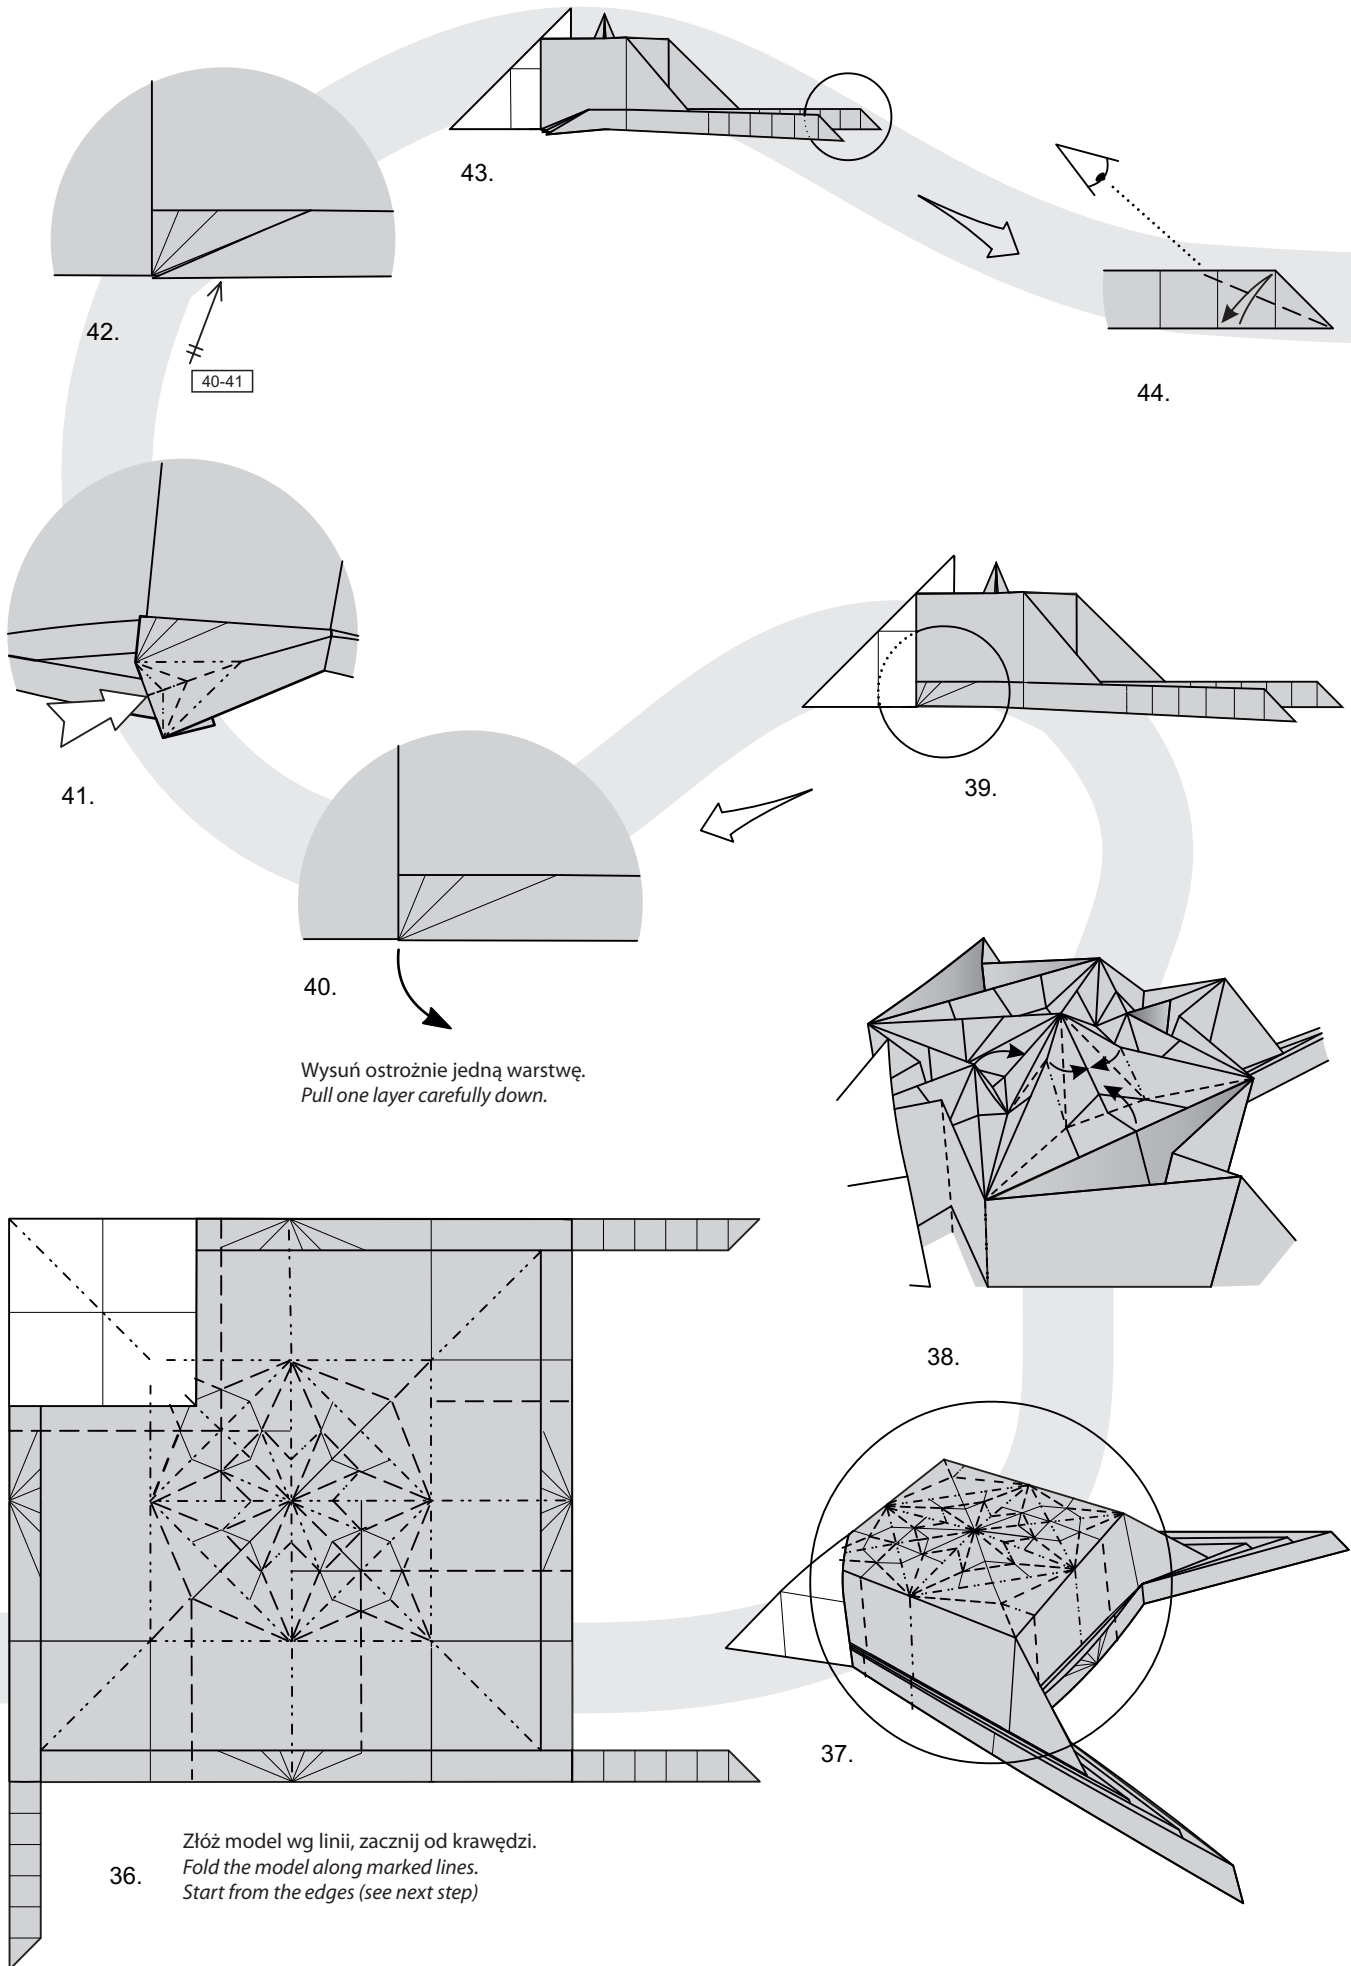 43.
42.
40-41
44.
41.
39.
40.
Wysuń ostrożnie jedną warstwę.
Pull one layer carefully down.
38.
37.
36.
Złóż model wg linii, zacznij od krawędzi.
Fold the model along marked lines.
Start from the edges (see next step)